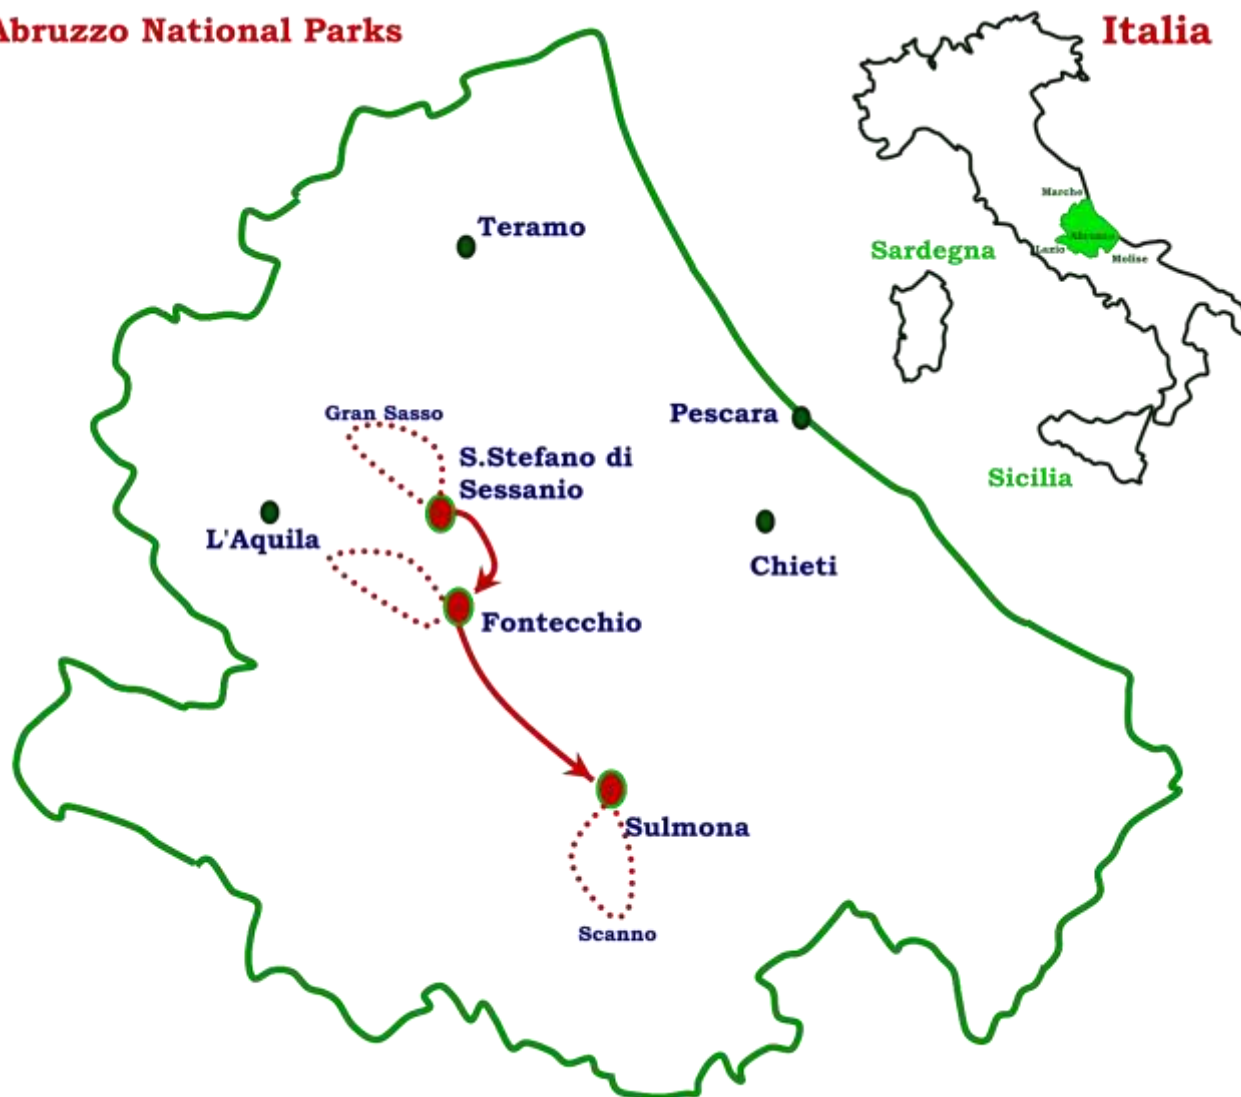 Abruzzo National Parks
Italia
Marche
Abruzzo
Lazio
Molise
Sardegna
Sicilia
Teramo
Gran Sasso
Pescara
S.Stefano di
Sessanio
L'Aquila
Chieti
Fontecchio
Sulmona
Scanno